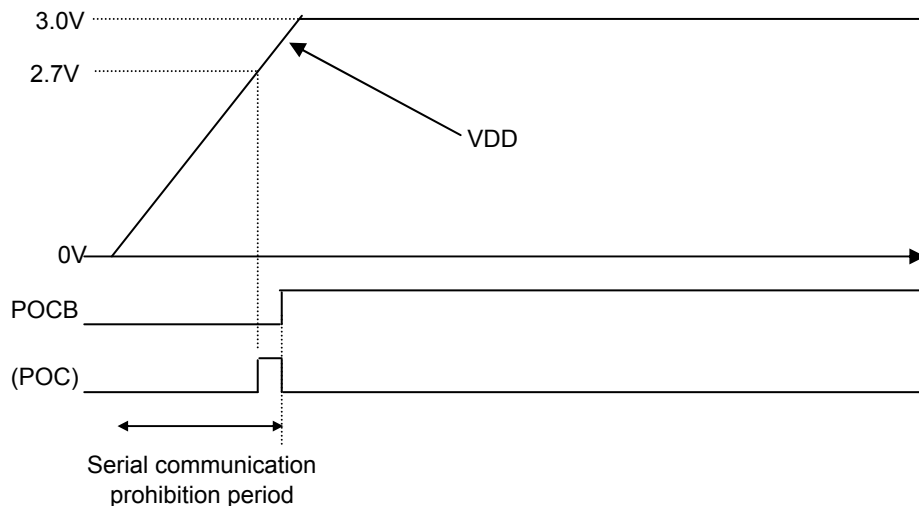 3.0V
2.7V
VDD
0V
POCB
(POC)
Serial communication
prohibition period